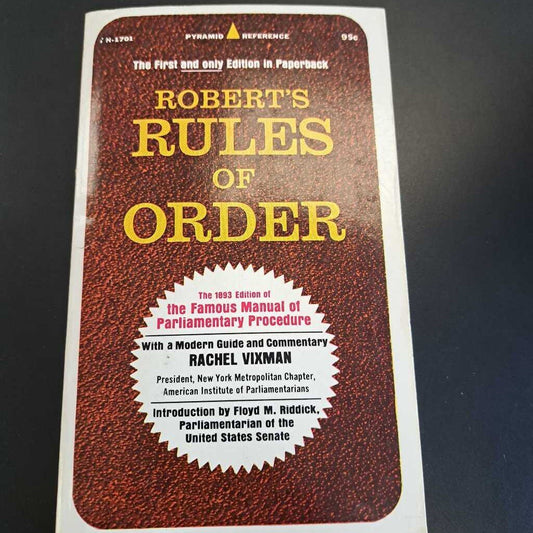 N-1701
PYRAMID REFERENCE
95¢
The First and only Edition in Paperback
ROBERT'S
RULES
OF
ORDER
The 1893 Edition of
the Famous Manual of
Parliamentary Procedure
With a Modern Guide and Commentary
RACHEL VIXMAN
President, New York Metropolitan Chapter,
American Institute of Parliamentarians
Introduction by Floyd M. Riddick,
Parliamentarian of the
United States Senate